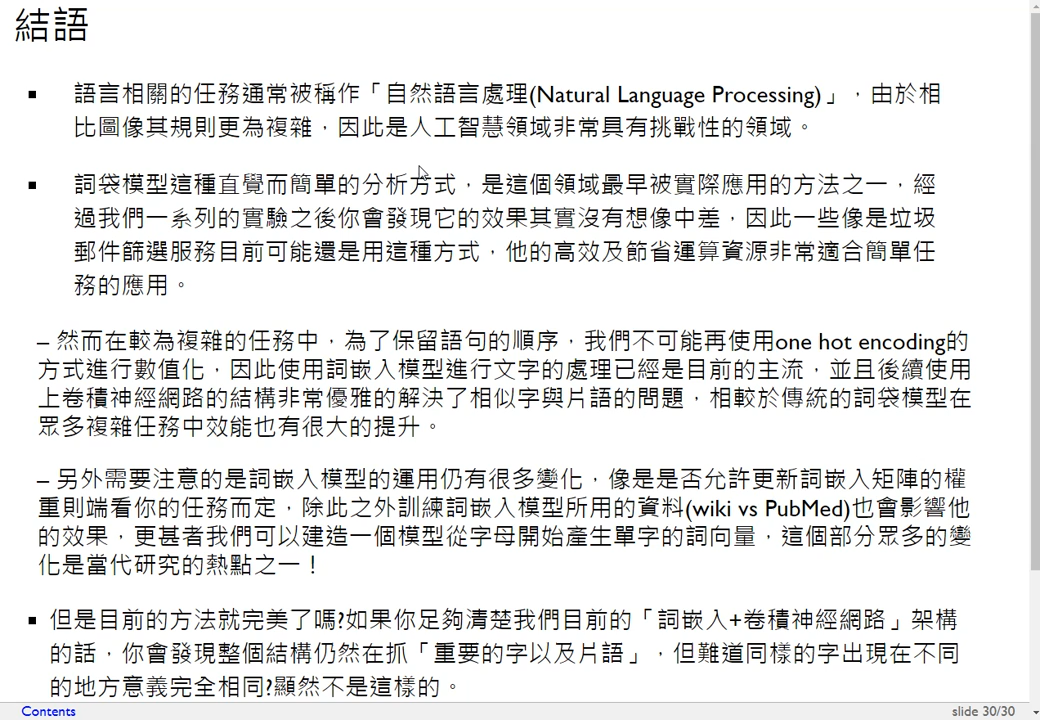 結語
▪ 語言相關的任務通常被稱作「自然語言處理(Natural Language Processing)」，由於相
比圖像其規則更為複雜，因此是人工智慧領域非常具有挑戰性的領域。
▪ 詞袋模型這種直覺而簡單的分析方式，是這個領域最早被實際應用的方法之一，經
過我們一系列的實驗之後你會發現它的效果其實沒有想像中差，因此一些像是垃圾
郵件篩選服務目前可能還是用這種方式，他的高效及節省運算資源非常適合簡單任
務的應用。
– 然而在較為複雜的任務中，為了保留語句的順序，我們不可能再使用one hot encoding的
方式進行數值化，因此使用詞嵌入模型進行文字的處理已經是目前的主流，並且後續使用
上卷積神經網路的結構非常優雅的解決了相似字與片語的問題，相較於傳統的詞袋模型在
眾多複雜任務中效能也有很大的提升。
– 另外需要注意的是詞嵌入模型的運用仍有很多變化，像是是否允許更新詞嵌入矩陣的權
重則端看你的任務而定，除此之外訓練詞嵌入模型所用的資料(wiki vs PubMed)也會影響他
的效果，更甚者我們可以建造一個模型從字母開始產生單字的詞向量，這個部分眾多的變
化是當代研究的熱點之一！
▪ 但是目前的方法就完美了嗎?如果你足夠清楚我們目前的「詞嵌入+卷積神經網路」架構
的話，你會發現整個結構仍然在抓「重要的字以及片語」，但難道同樣的字出現在不同
的地方意義完全相同?顯然不是這樣的。
Contents
slide 30/30